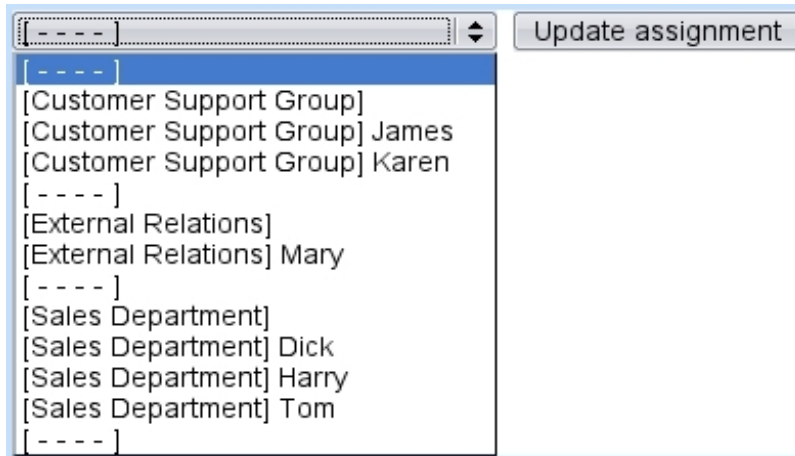 [ - - - - ] Update assignment
[ - - - - ]
[Customer Support Group]
[Customer Support Group] James
[Customer Support Group] Karen
[ - - - - ]
[External Relations]
[External Relations] Mary
[ - - - - ]
[Sales Department]
[Sales Department] Dick
[Sales Department] Harry
[Sales Department] Tom
[ - - - - ]